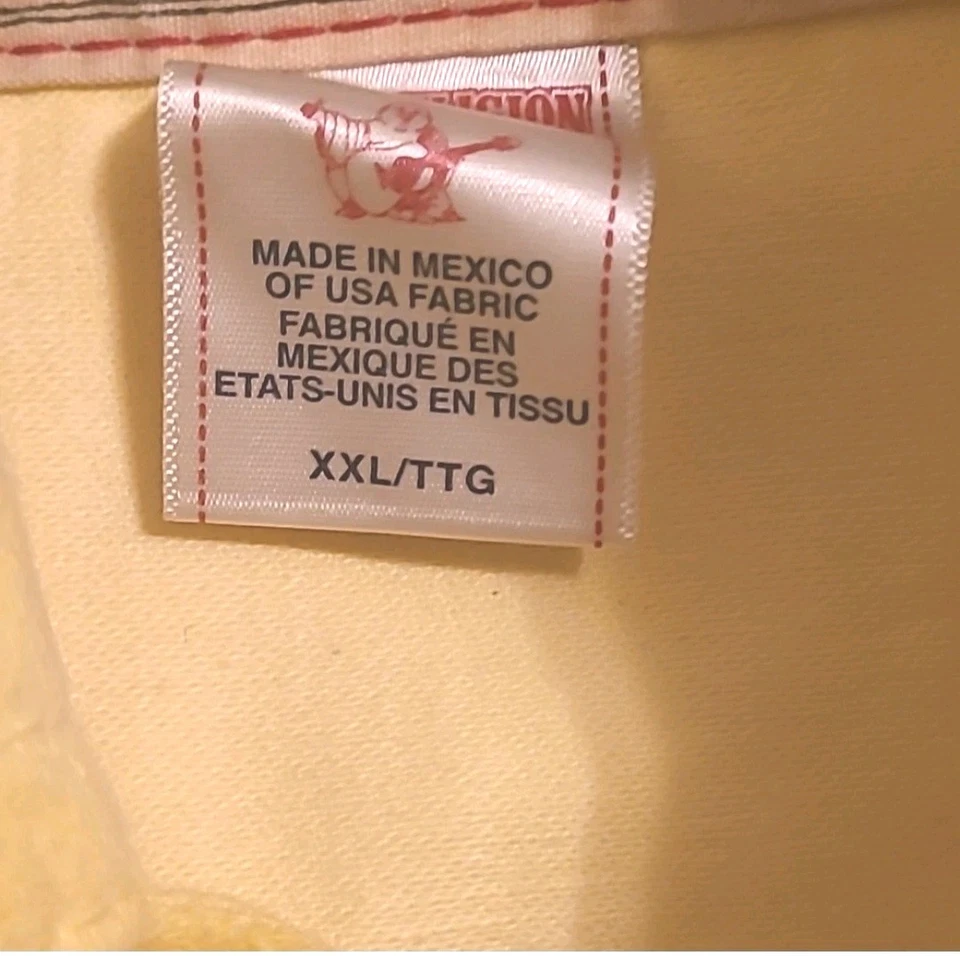 MADE IN MEXICO
OF USA FABRIC
FABRIQUÉ EN
MEXIQUE DES
ETATS-UNIS EN TISSU
XXL/TTG